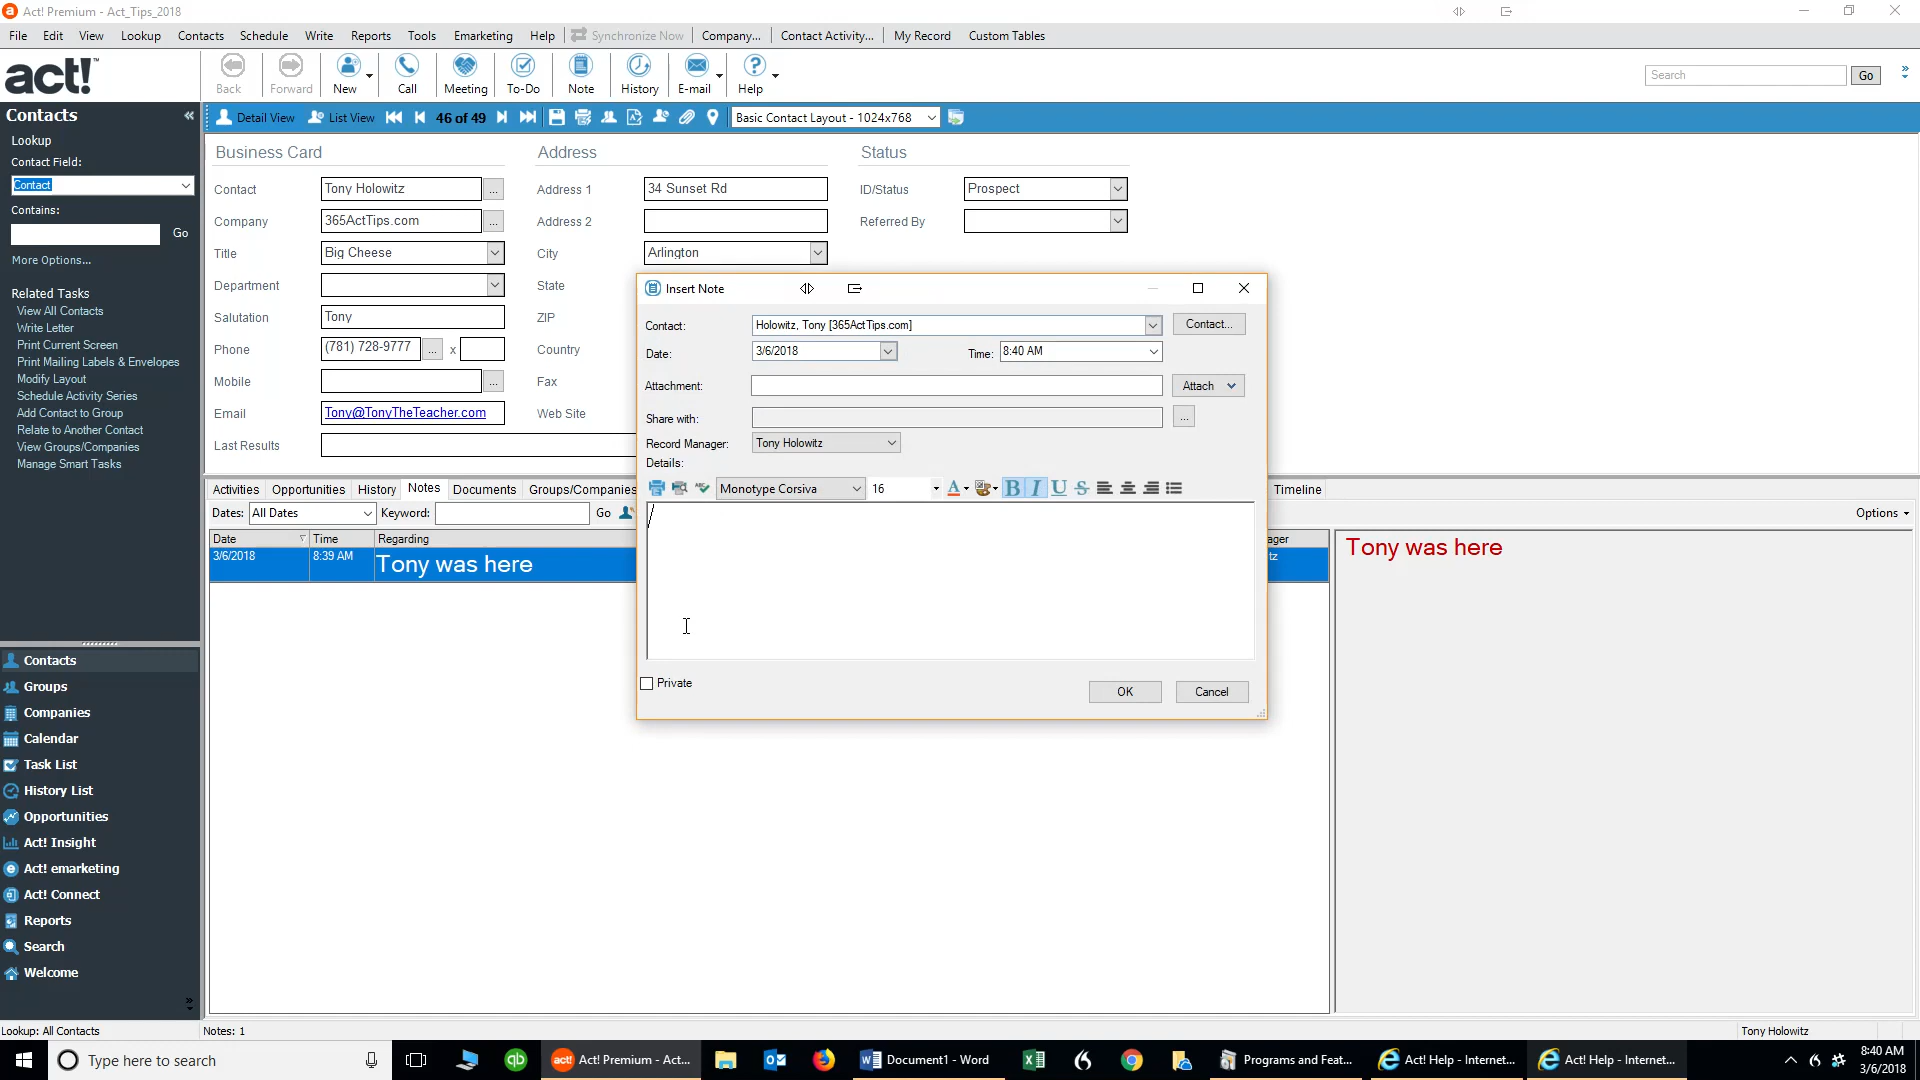 Act! Premium - Act_Tips_2018
File Edit View Lookup Contacts Schedule Write Reports Tools Emarketing Help Synchronize Now Company... Contact Activity... My Record Custom Tables
act!
Back Forward New Call Meeting To-Do Note History E-mail Help
Search Go
Contacts
Detail View List View 46 of 49 Basic Contact Layout - 1024x768
Lookup
Contact Field:
Contact
Contains:
Go
More Options...
Related Tasks
View All Contacts
Write Letter
Print Current Screen
Print Mailing Labels & Envelopes
Modify Layout
Schedule Activity Series
Add Contact to Group
Relate to Another Contact
View Groups/Companies
Manage Smart Tasks
Contacts
Groups
Companies
Calendar
Task List
History List
Opportunities
Act! Insight
Act! emarketing
Act! Connect
Reports
Search
Welcome
Business Card Address Status
Contact Tony Holowitz ... Address 1 34 Sunset Rd ID/Status Prospect
Company 365ActTips.com ... Address 2 Referred By
Title Big Cheese City Arlington
Department State
Salutation Tony ZIP
Phone (781) 728-9777 ... x Country
Mobile ... Fax
Email Tony@TonyTheTeacher.com Web Site
Last Results
Insert Note
Contact: Holowitz, Tony [365ActTips.com] Contact...
Date: 3/6/2018 Time: 8:40 AM
Attachment: Attach
Share with: ...
Record Manager: Tony Holowitz
Details:
Monotype Corsiva 16 A B I U S
Private
OK Cancel
Activities Opportunities History Notes Documents Groups/Companies Timeline
Dates: All Dates Keyword: Go Options
Date Time Regarding ager
3/6/2018 8:39 AM Tony was here tz
Tony was here
Lookup: All Contacts Notes: 1 Tony Holowitz
Type here to search
Act! Premium - Act...
Document1 - Word
Programs and Feat...
Act! Help - Internet...
Act! Help - Internet...
8:40 AM
3/6/2018